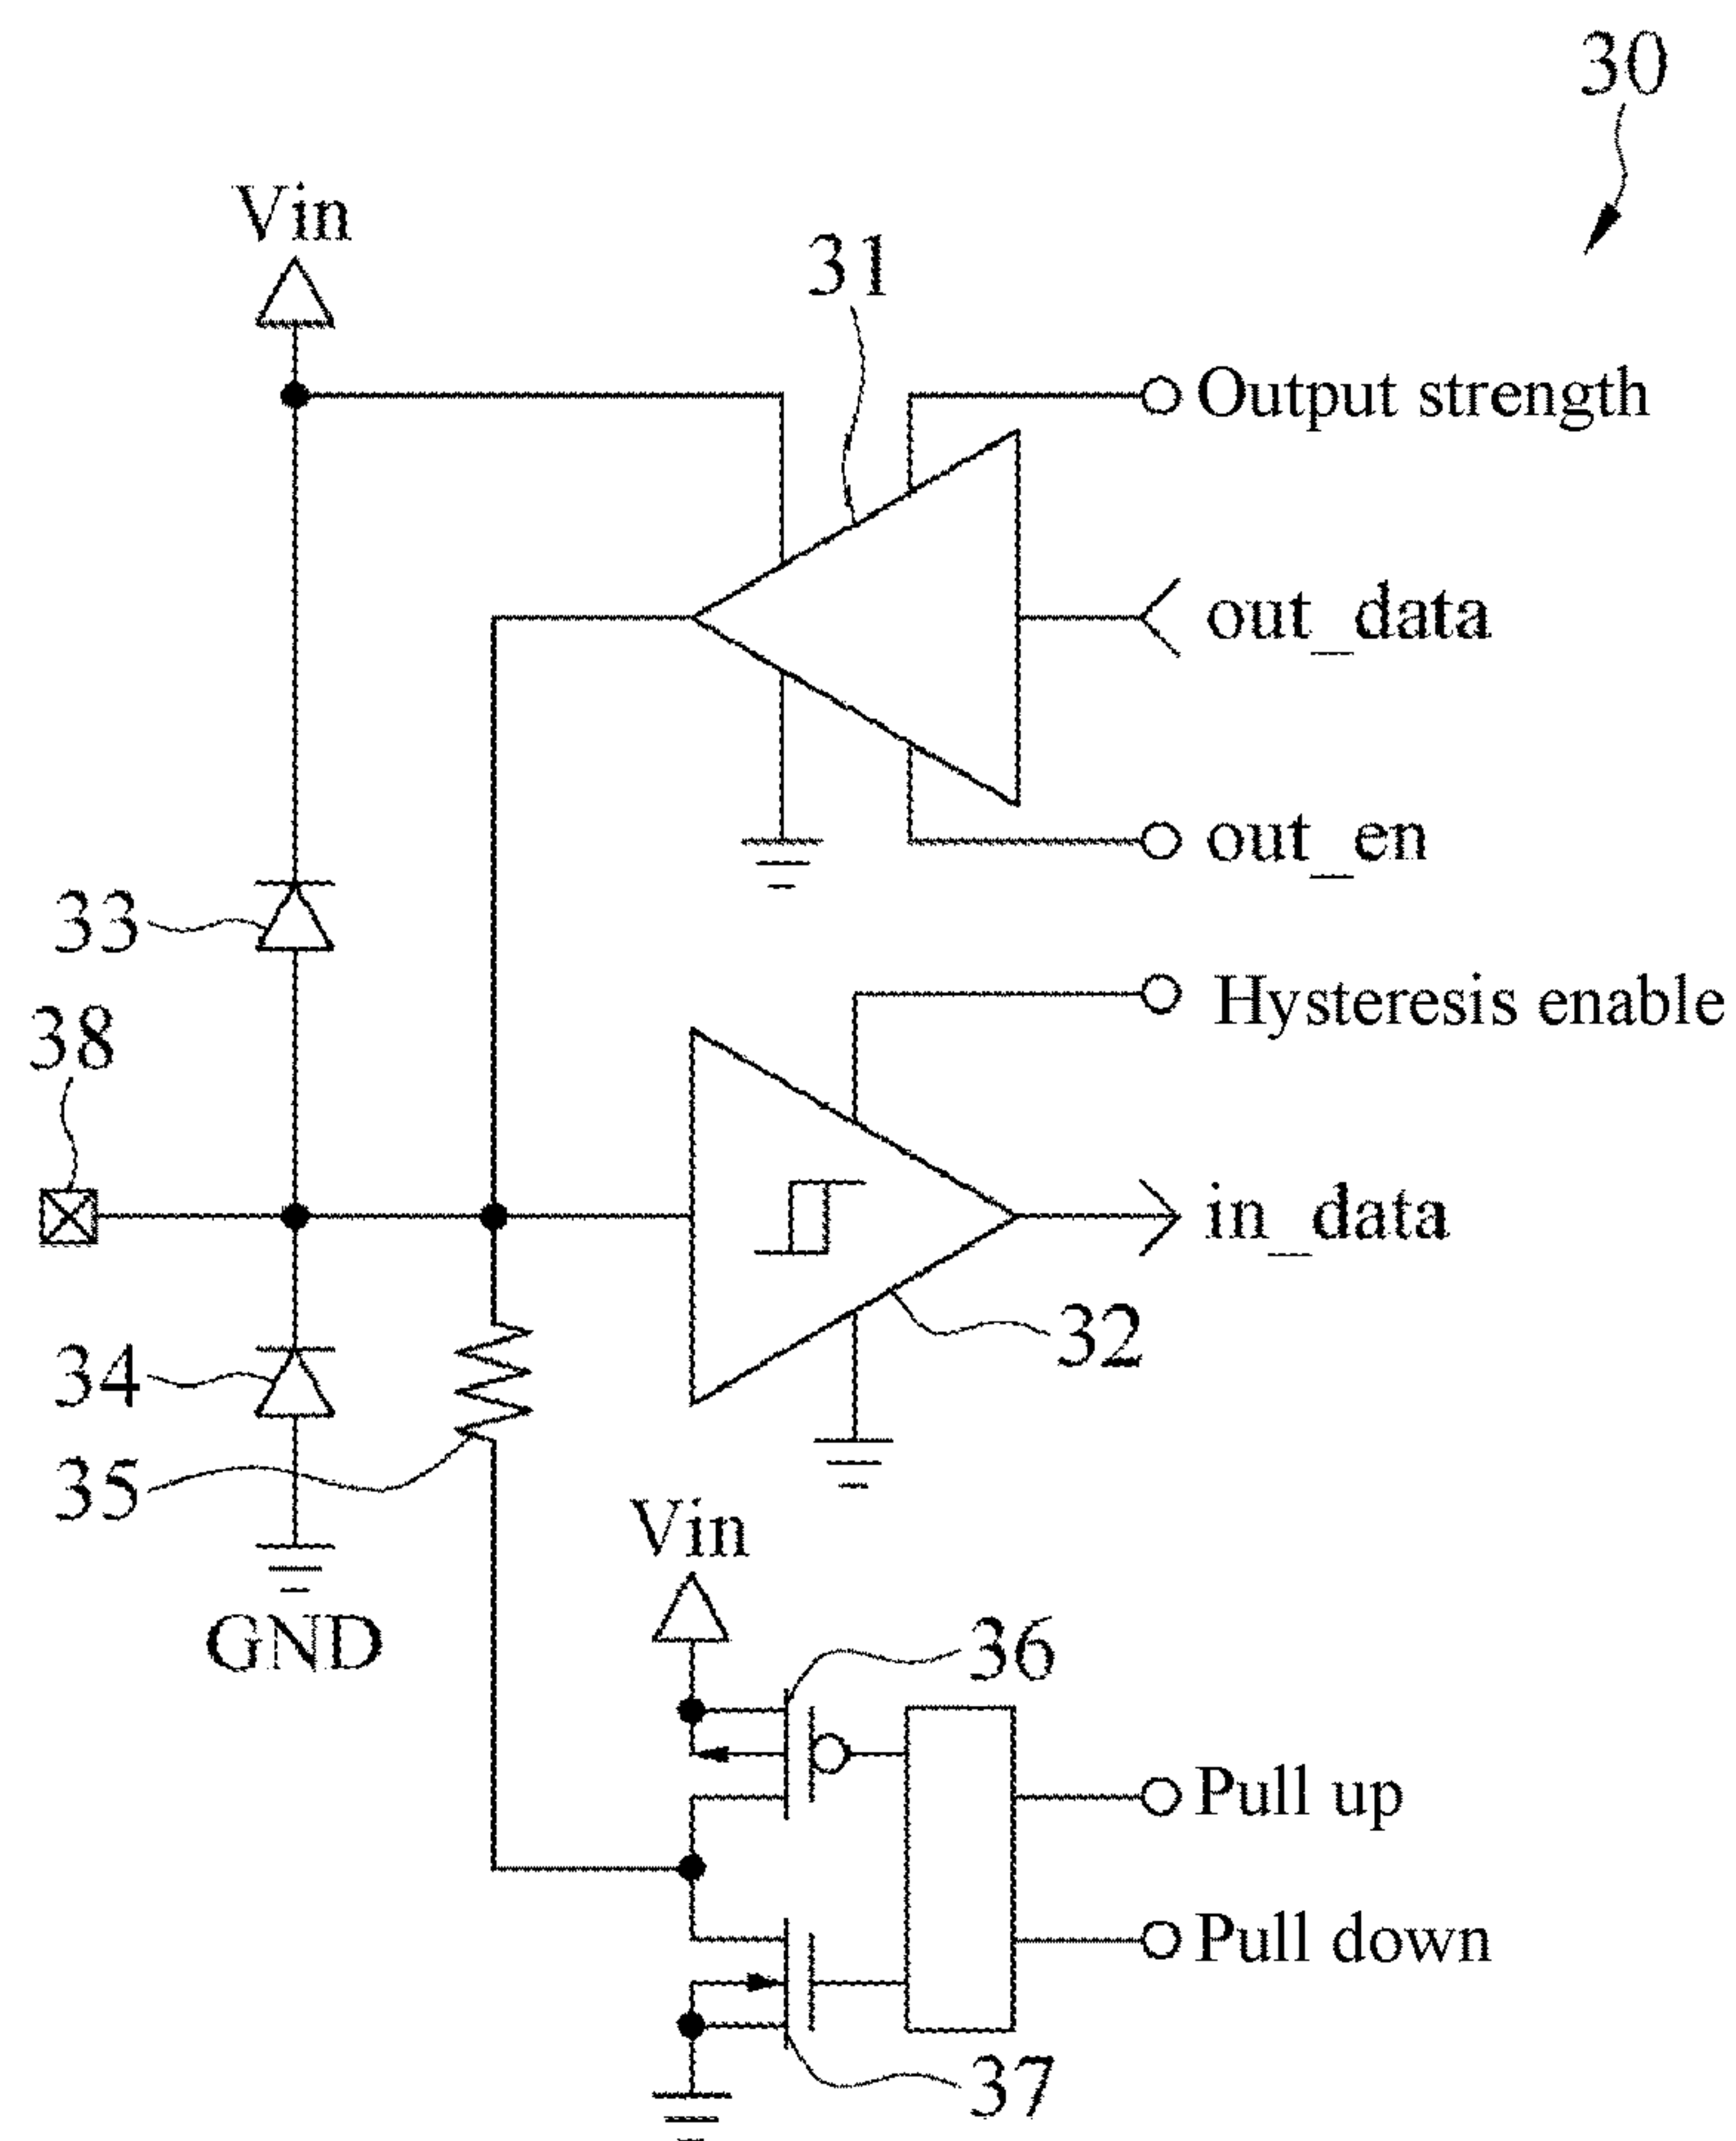 30
Vin
31
Output strength
out_data
out_en
33
Hysteresis enable
38
in_data
32
34
35
Vin
GND
36
Pull up
Pull down
37